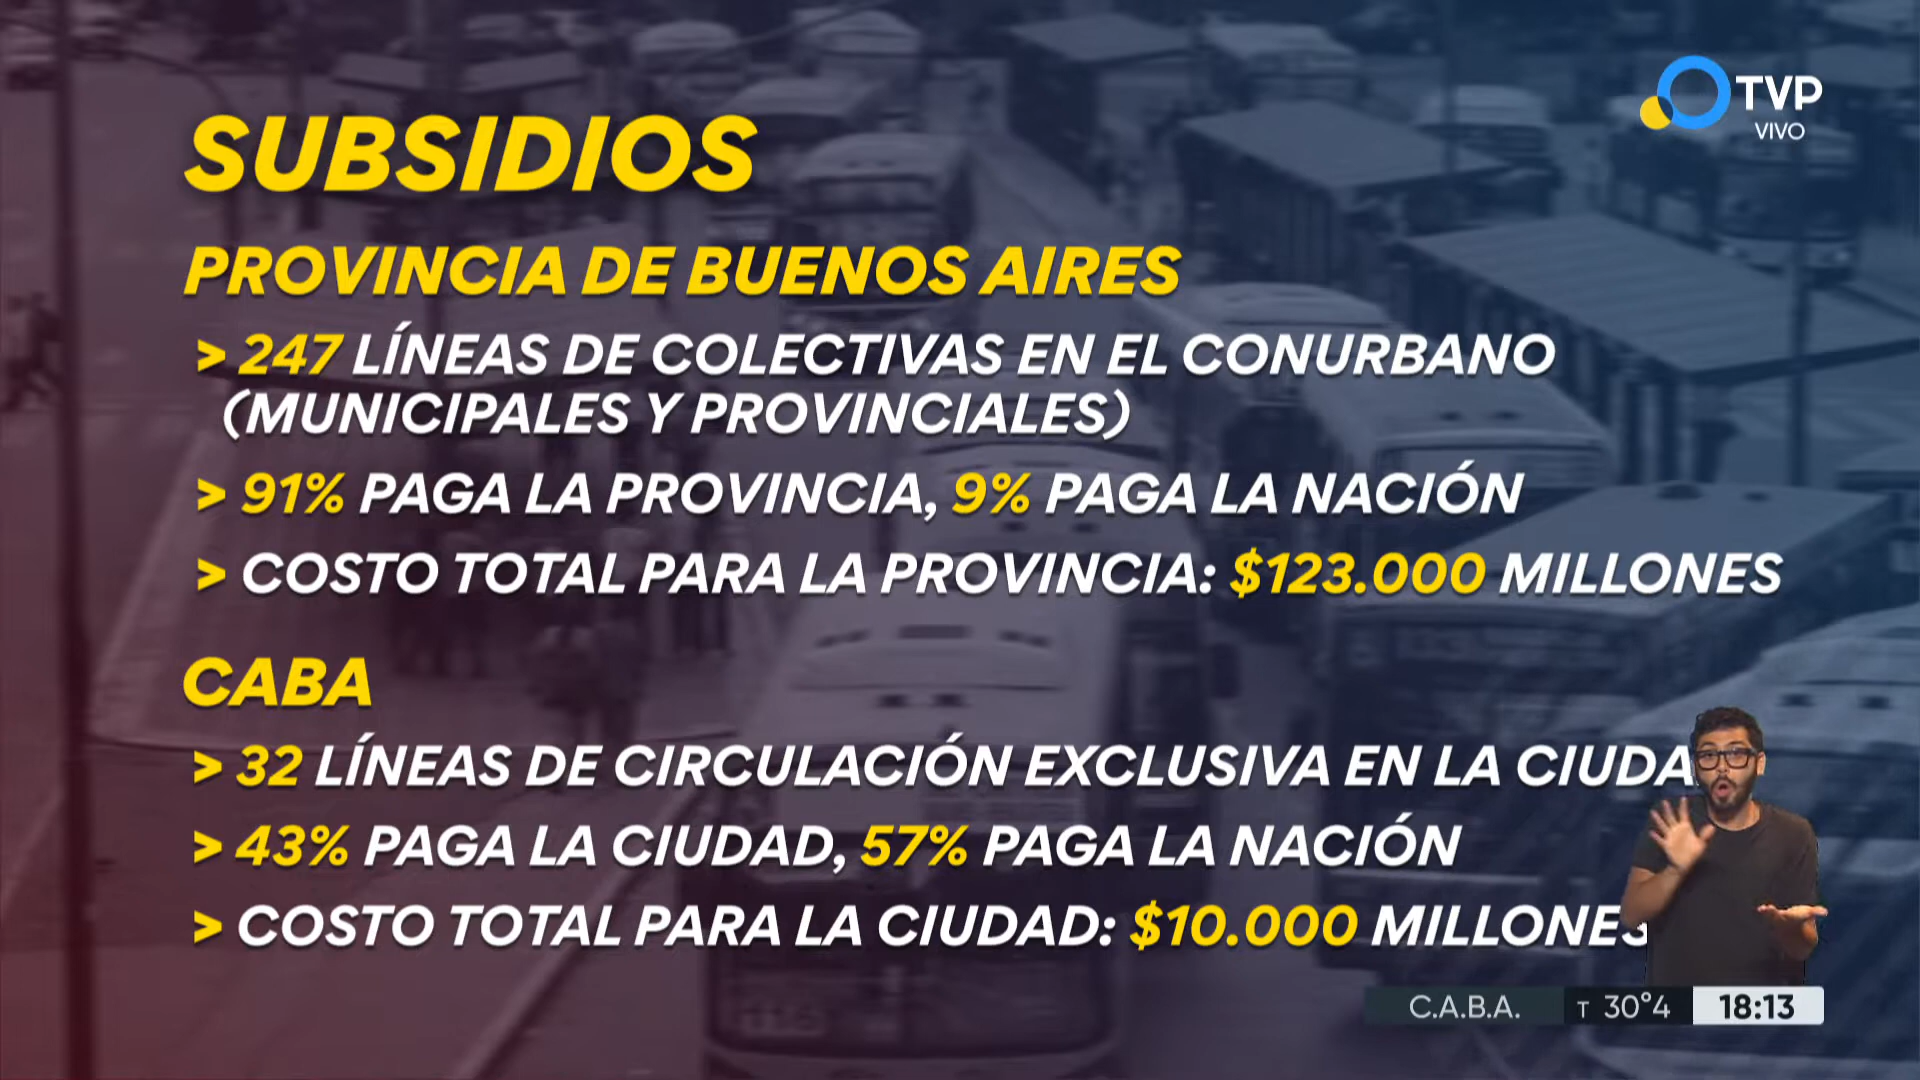 TVP
VIVO
SUBSIDIOS
PROVINCIA DE BUENOS AIRES
> 247 LÍNEAS DE COLECTIVAS EN EL CONURBANO
(MUNICIPALES Y PROVINCIALES)
> 91% PAGA LA PROVINCIA, 9% PAGA LA NACIÓN
> COSTO TOTAL PARA LA PROVINCIA: $123.000 MILLONES
CABA
> 32 LÍNEAS DE CIRCULACIÓN EXCLUSIVA EN LA CIUDA
> 43% PAGA LA CIUDAD, 57% PAGA LA NACIÓN
> COSTO TOTAL PARA LA CIUDAD: $10.000 MILLONES
C.A.B.A. T 30°4 18:13